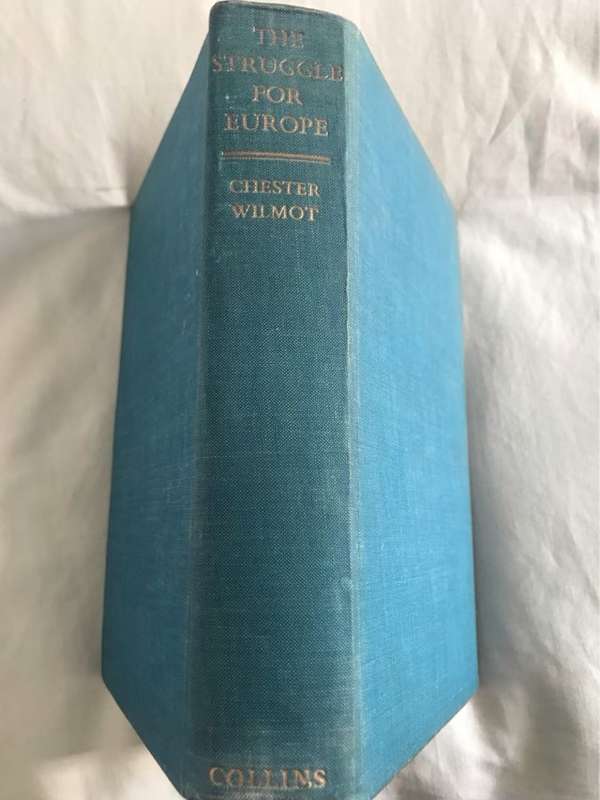 THE
STRUGGLE
FOR
EUROPE
CHESTER
WILMOT
COLLINS